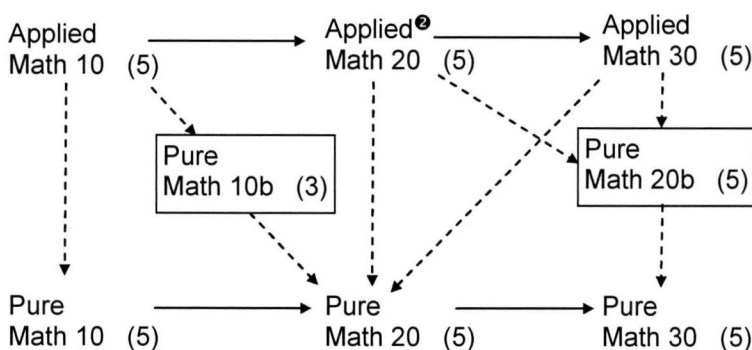 Applied
Math 10 (5)
Applied❷
Math 20 (5)
Applied
Math 30 (5)
Pure
Math 10b (3)
Pure
Math 20b (5)
Pure
Math 10 (5)
Pure
Math 20 (5)
Pure
Math 30 (5)